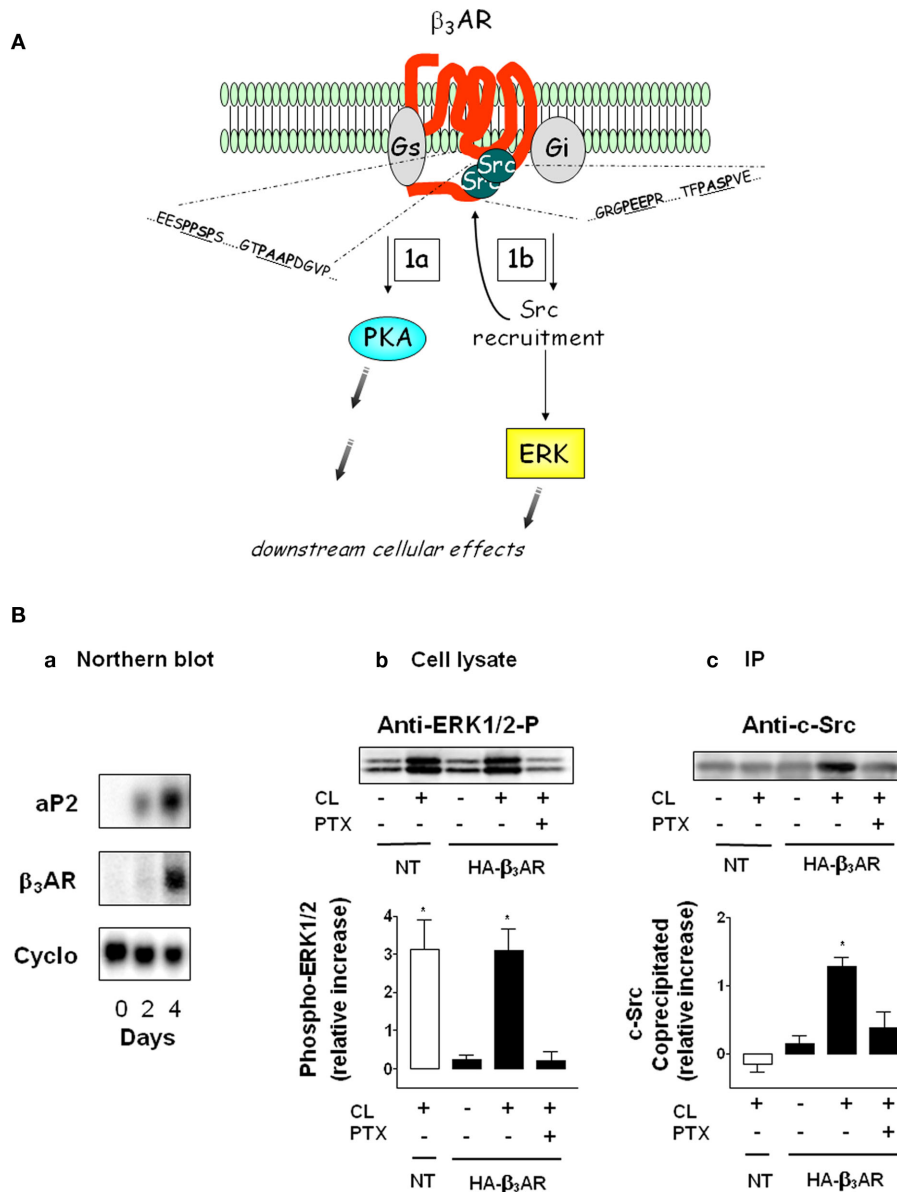 A
β3AR
Gs
Gi
Src
Src
...EESPPSPS....GTPAAPDGVP...
...GRGPEEPR.... TFPASPVE...
1a
1b
PKA
Src
recruitment
ERK
downstream cellular effects
B
a Northern blot
aP2
β3AR
Cyclo
0 2 4
Days
b Cell lysate
Anti-ERK1/2-P
CL - + - + +
PTX - - - - +
NT HA-β3AR
Phospho-ERK1/2
(relative increase)
4
3
2
1
0
* *
CL + - + +
PTX - - - +
NT HA-β3AR
c IP
Anti-c-Src
CL - + - + +
PTX - - - - +
NT HA-β3AR
c-Src
Coprecipitated
(relative increase)
2
1
0
*
CL + - + +
PTX - - - +
NT HA-β3AR